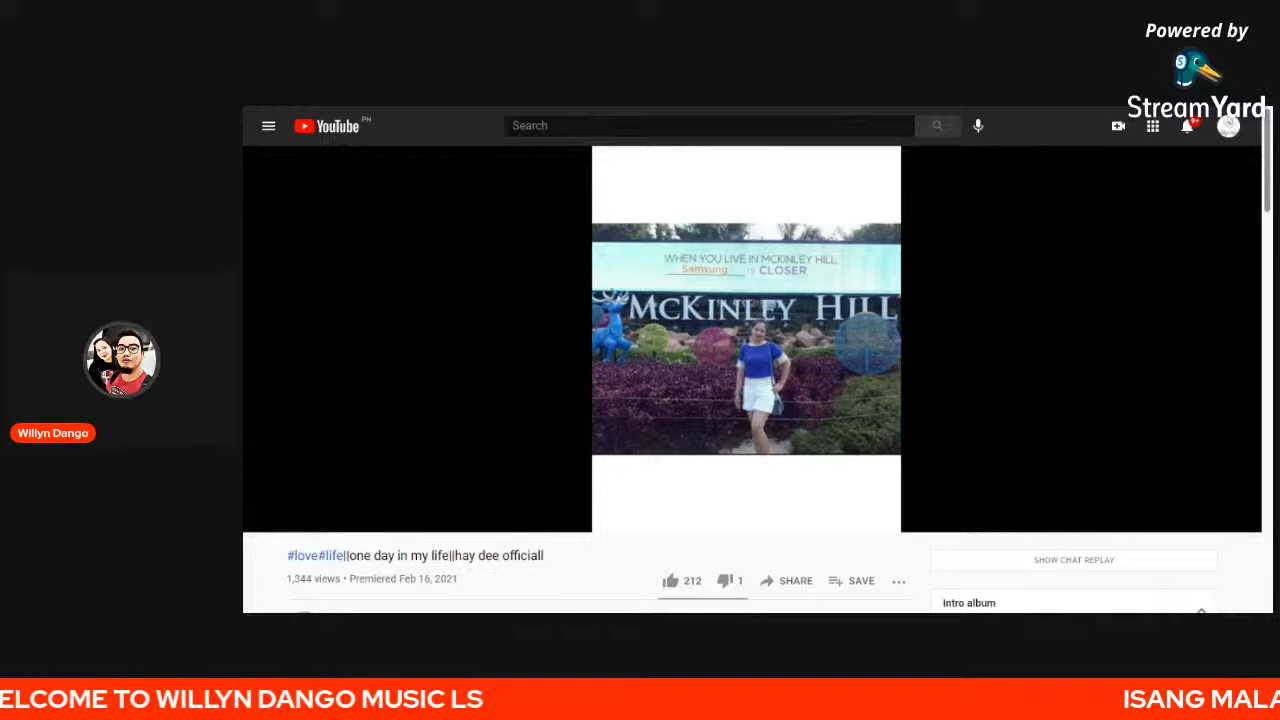 Powered by
StreamYard
YouTube PH
Search
9+
WHEN YOU LIVE IN MCKINLEY HILL,
Samsung IS CLOSER
MCKINLEY HILL
Willyn Dango
#love#life||one day in my life||hay dee officiall
1,344 views • Premiered Feb 16, 2021
212
1
SHARE
SAVE
SHOW CHAT REPLAY
Intro album
ELCOME TO WILLYN DANGO MUSIC LS
ISANG MALA